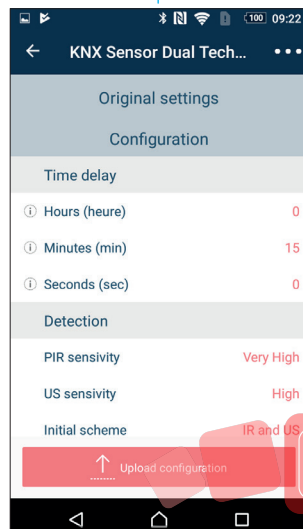 100 09:22
KNX Sensor Dual Tech...
Original settings
Configuration
Time delay
Hours (heure) 0
Minutes (min) 15
Seconds (sec) 0
Detection
PIR sensivity Very High
US sensivity High
Initial scheme IR and US
Upload configuration